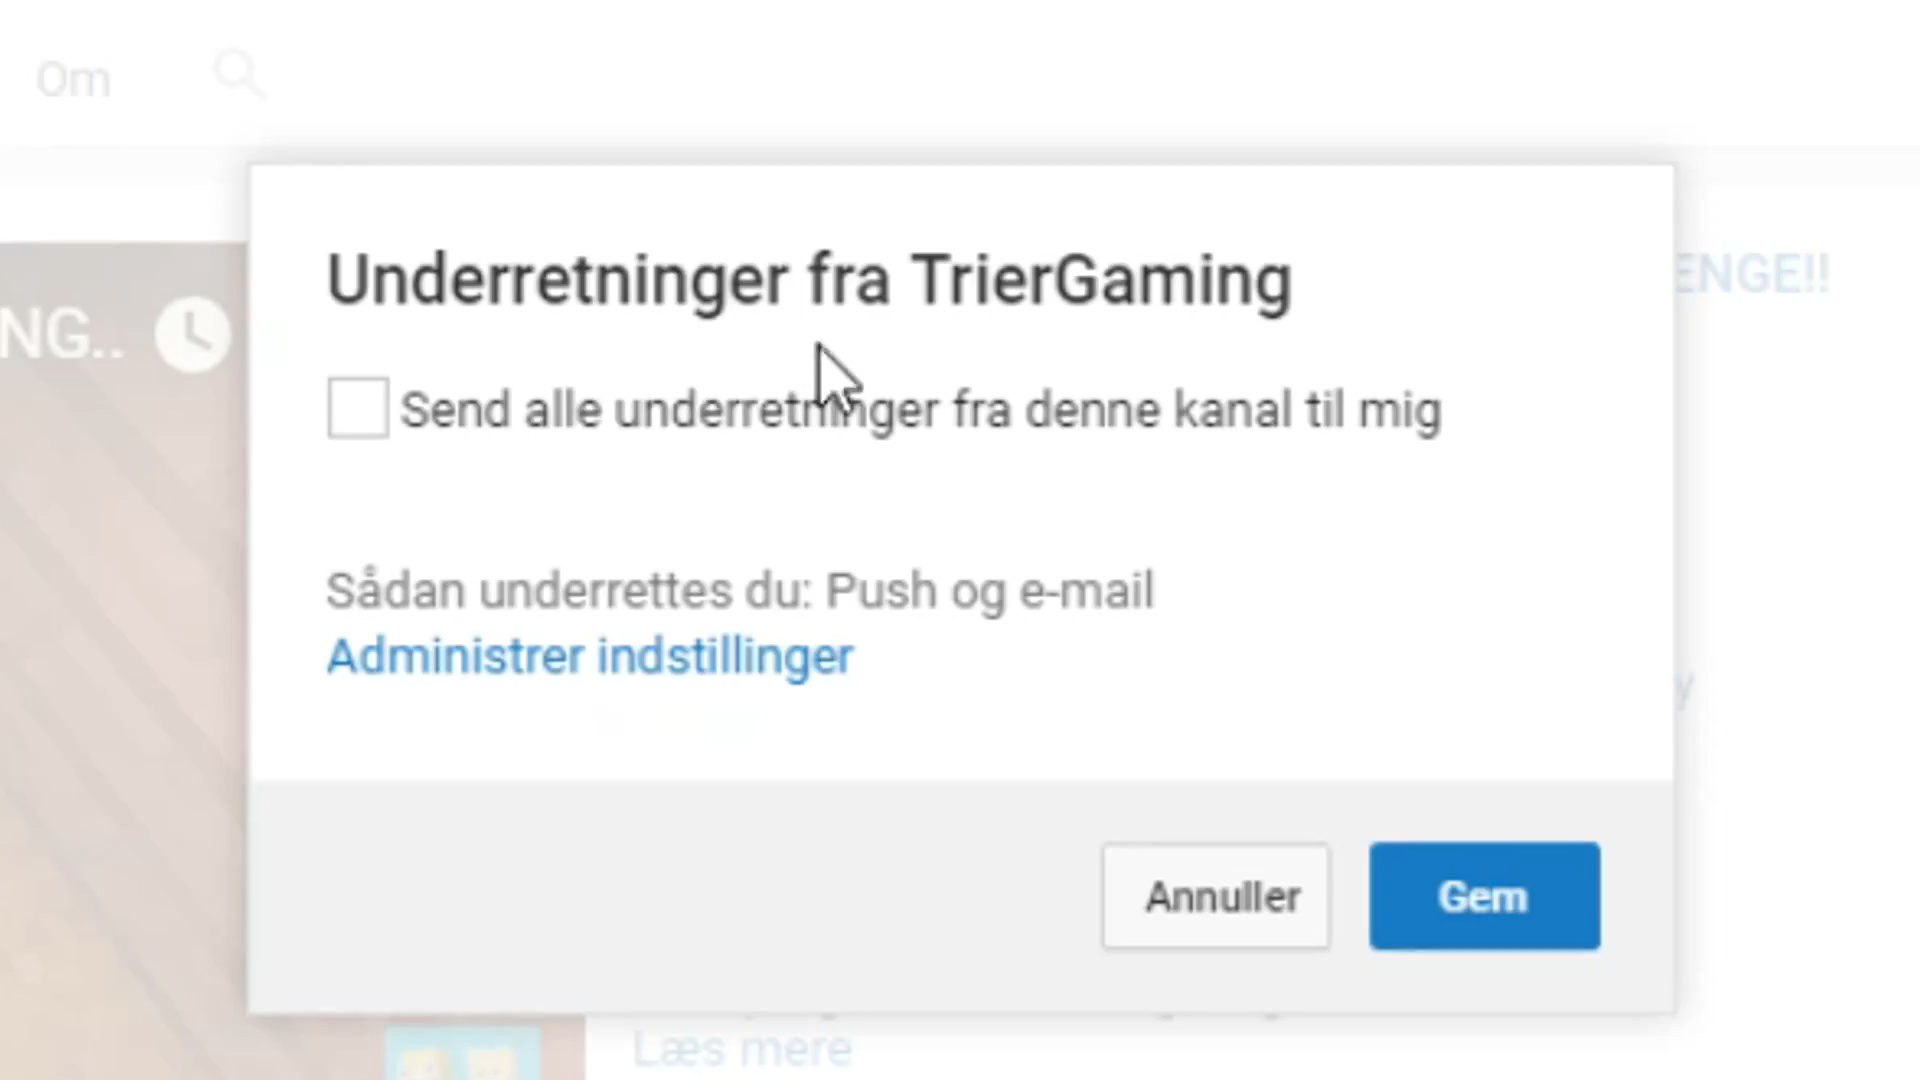 Om
Underretninger fra TrierGaming
ENGE!!
NG..
Send alle underretninger fra denne kanal til mig
Sådan underrettes du: Push og e-mail
Administrer indstillinger
y
Annuller
Gem
Læs mere